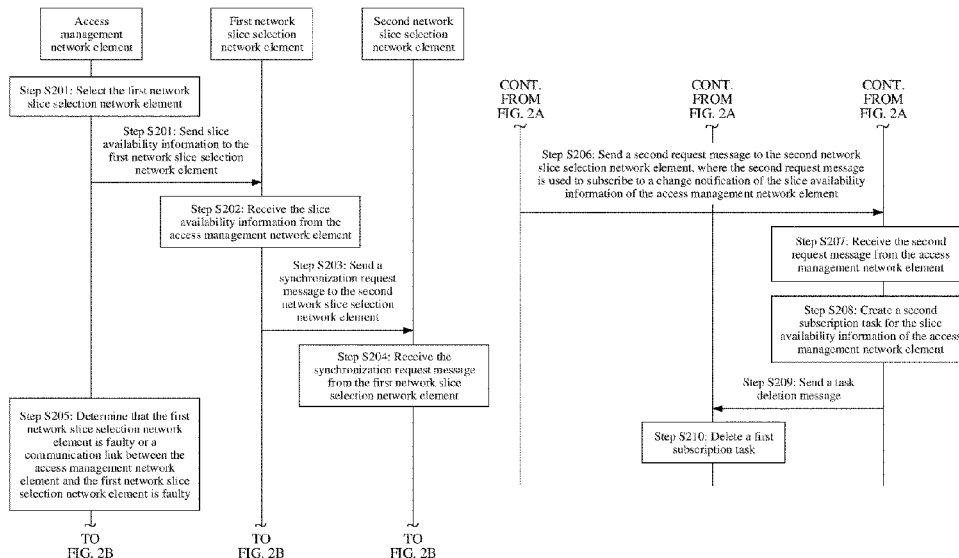 Access
management
network element
First network
slice selection
network element
Second network
slice selection
network element
Step S201: Select the first network
slice selection network element
Step S201: Send slice
availability information to the
first network slice selection
network element
Step S202: Receive the slice
availability information from the
access management network element
Step S203: Send a
synchronization request
message to the second
network slice selection
network element
Step S204: Receive the
synchronization request message
from the first network slice
selection network element
Step S205: Determine that the first
network slice selection network
element is faulty or a
communication link between the
access management network
element and the first network slice
selection network element is faulty
TO
FIG. 2B
TO
FIG. 2B
TO
FIG. 2B
CONT.
FROM
FIG. 2A
CONT.
FROM
FIG. 2A
CONT.
FROM
FIG. 2A
Step S206: Send a second request message to the second network
slice selection network element, where the second request message
is used to subscribe to a change notification of the slice availability
information of the access management network element
Step S207: Receive the second
request message from the access
management network element
Step S208: Create a second
subscription task for the slice
availability information of the access
management network element
Step S209: Send a task
deletion message
Step S210: Delete a first
subscription task